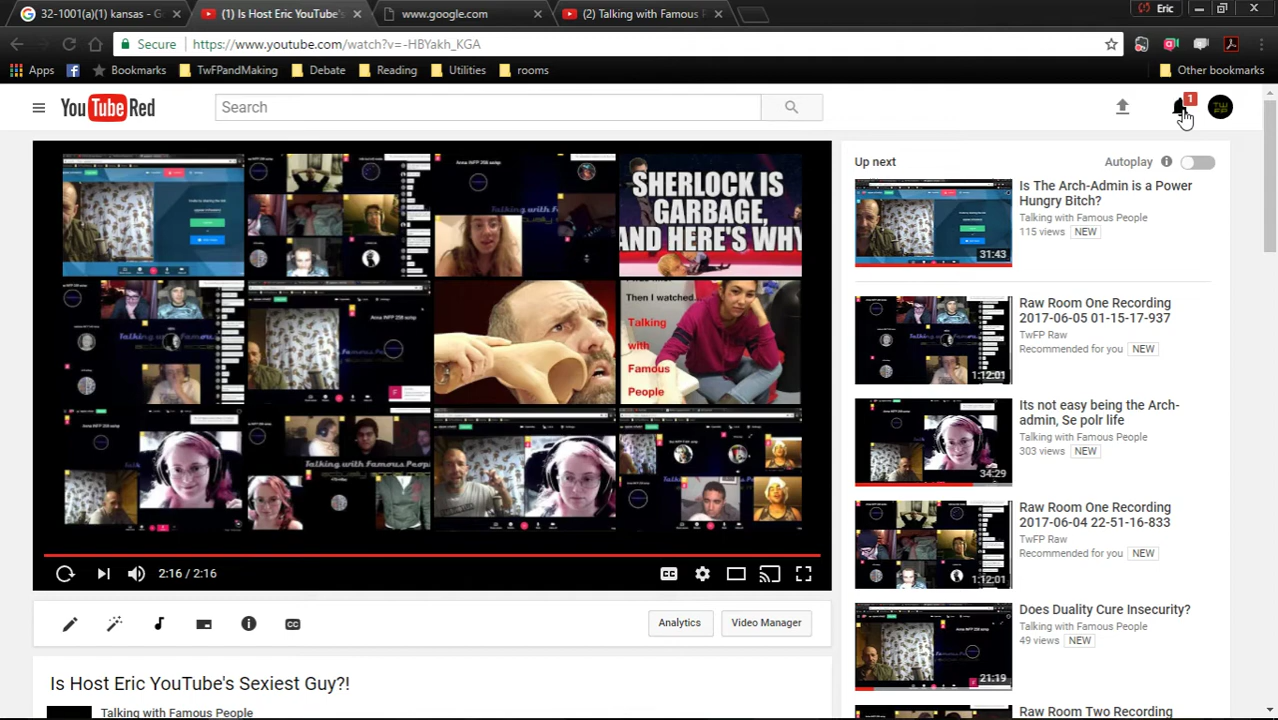 32-1001(a)(1) kansas - G
(1) Is Host Eric YouTube's
www.google.com
(2) Talking with Famous P
Eric
Secure
https://www.youtube.com/watch?v=-HBYakh_KGA
Apps
Bookmarks
TwFPandMaking
Debate
Reading
Utilities
rooms
Other bookmarks
YouTube Red
Search
1
TW
FP
SHERLOCK IS
GARBAGE,
AND HERE'S WHY
Then I watched...
Talking
with
Famous
People
Talking with Famous Peopl
2:16 / 2:16
CC
Analytics
Video Manager
Is Host Eric YouTube's Sexiest Guy?!
Talking with Famous People
Up next
Autoplay
Is The Arch-Admin is a Power
Hungry Bitch?
Talking with Famous People
115 views NEW
31:43
Raw Room One Recording
2017-06-05 01-15-17-937
TwFP Raw
Recommended for you NEW
1:12:01
Its not easy being the Arch-
admin, Se polr life
Talking with Famous People
303 views NEW
34:29
Raw Room One Recording
2017-06-04 22-51-16-833
TwFP Raw
Recommended for you NEW
1:12:01
Does Duality Cure Insecurity?
Talking with Famous People
49 views NEW
21:19
Raw Room Two Recording